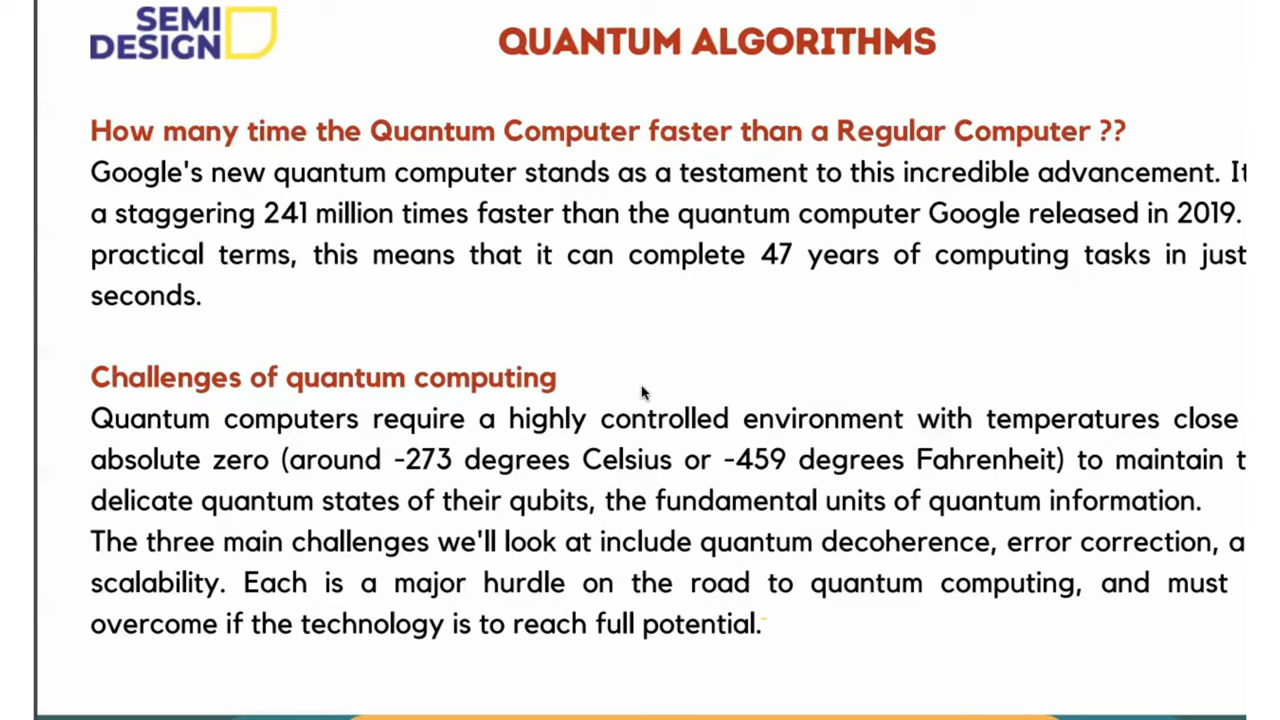 SEMI
DESIGN
QUANTUM ALGORITHMS
How many time the Quantum Computer faster than a Regular Computer ??
Google's new quantum computer stands as a testament to this incredible advancement. It
a staggering 241 million times faster than the quantum computer Google released in 2019.
practical terms, this means that it can complete 47 years of computing tasks in just
seconds.
Challenges of quantum computing
Quantum computers require a highly controlled environment with temperatures close
absolute zero (around -273 degrees Celsius or -459 degrees Fahrenheit) to maintain t
delicate quantum states of their qubits, the fundamental units of quantum information.
The three main challenges we'll look at include quantum decoherence, error correction, a
scalability. Each is a major hurdle on the road to quantum computing, and must
overcome if the technology is to reach full potential.